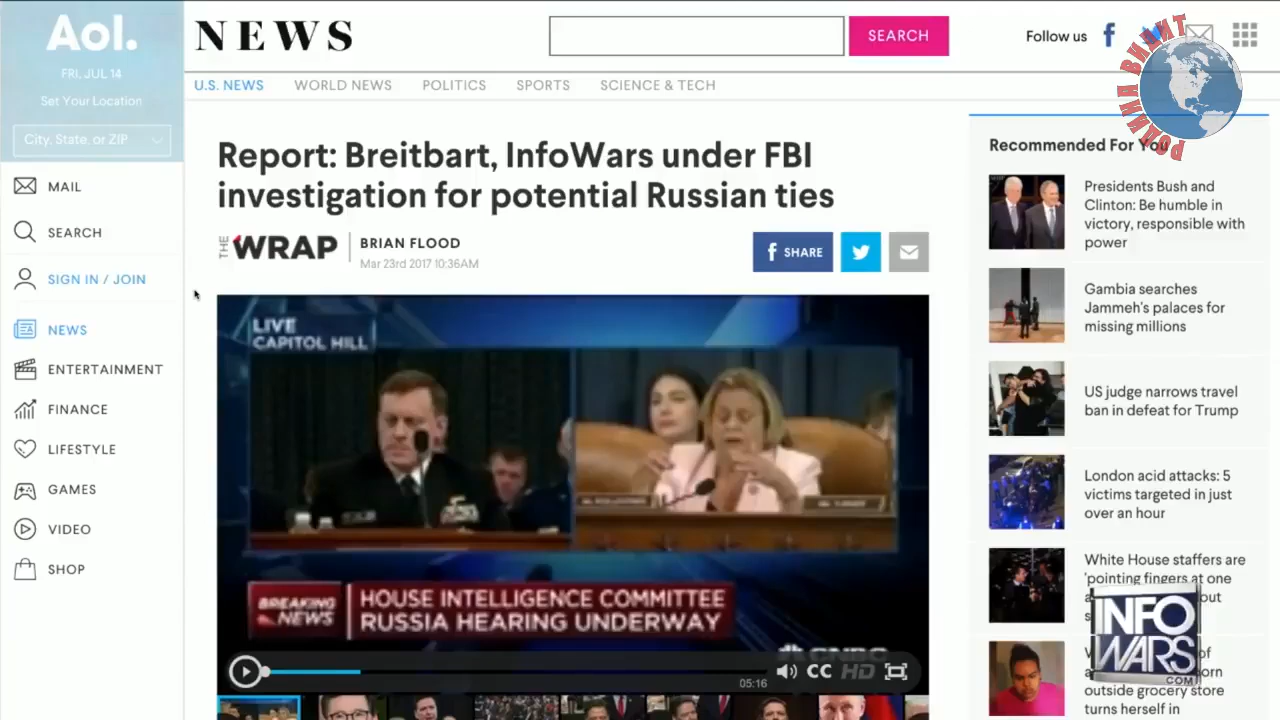 Aol.
FRI, JUL 14
Set Your Location
City, State, or ZIP
MAIL
SEARCH
SIGN IN / JOIN
NEWS
ENTERTAINMENT
FINANCE
LIFESTYLE
GAMES
VIDEO
SHOP
NEWS
SEARCH
Follow us
U.S. NEWS
WORLD NEWS
POLITICS
SPORTS
SCIENCE & TECH
РОДИНА ВИДИТ
Report: Breitbart, InfoWars under FBI
investigation for potential Russian ties
THE WRAP
BRIAN FLOOD
Mar 23rd 2017 10:36AM
SHARE
LIVE
CAPITOL HILL
BREAKING
NEWS
HOUSE INTELLIGENCE COMMITTEE
RUSSIA HEARING UNDERWAY
05:16
CC
HD
Recommended For You
Presidents Bush and
Clinton: Be humble in
victory, responsible with
power
Gambia searches
Jammeh's palaces for
missing millions
US judge narrows travel
ban in defeat for Trump
London acid attacks: 5
victims targeted in just
over an hour
White House staffers are
'pointing fingers at one
outside grocery store
turns herself in
INFO
WARS
.COM